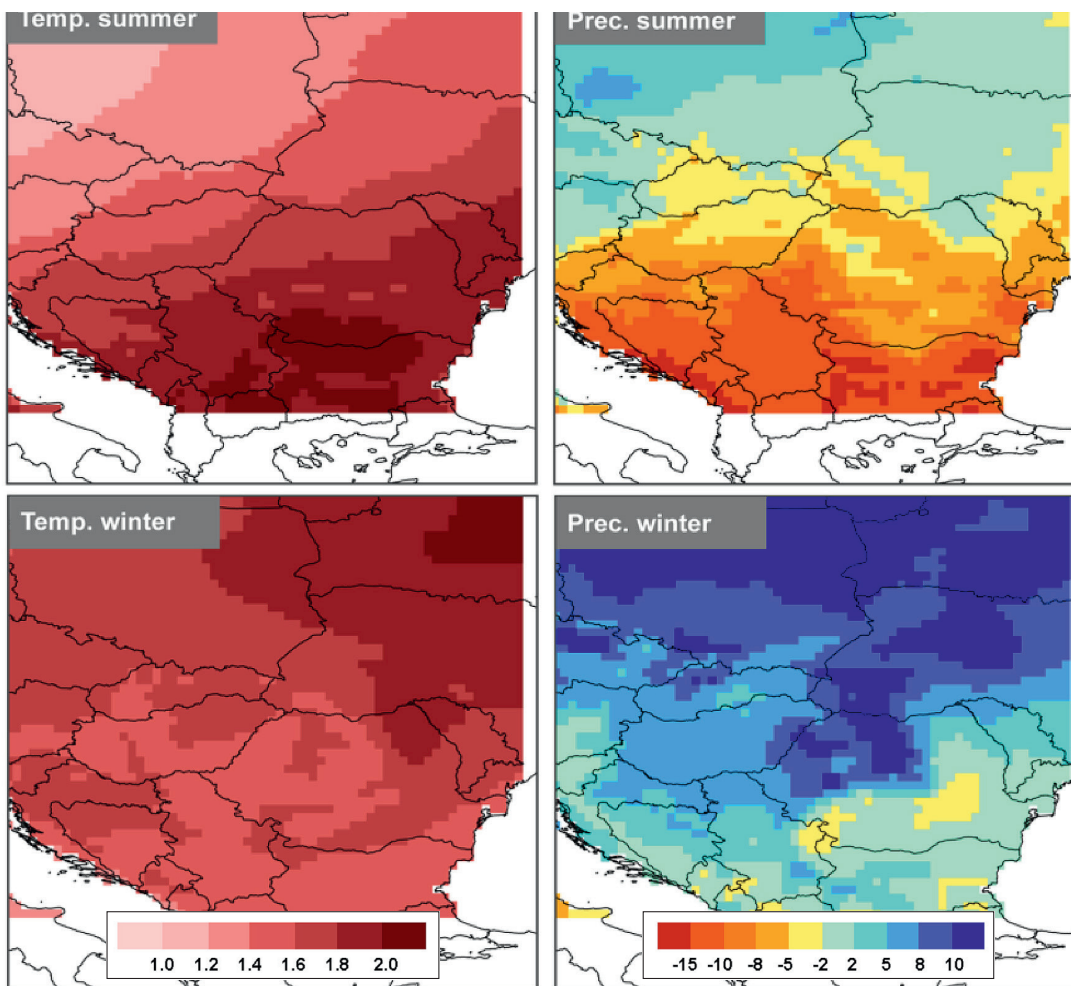 Temp. summer
Prec. summer
Temp. winter
Prec. winter
1.0 1.2 1.4 1.6 1.8 2.0
-15 -10 -8 -5 -2 2 5 8 10